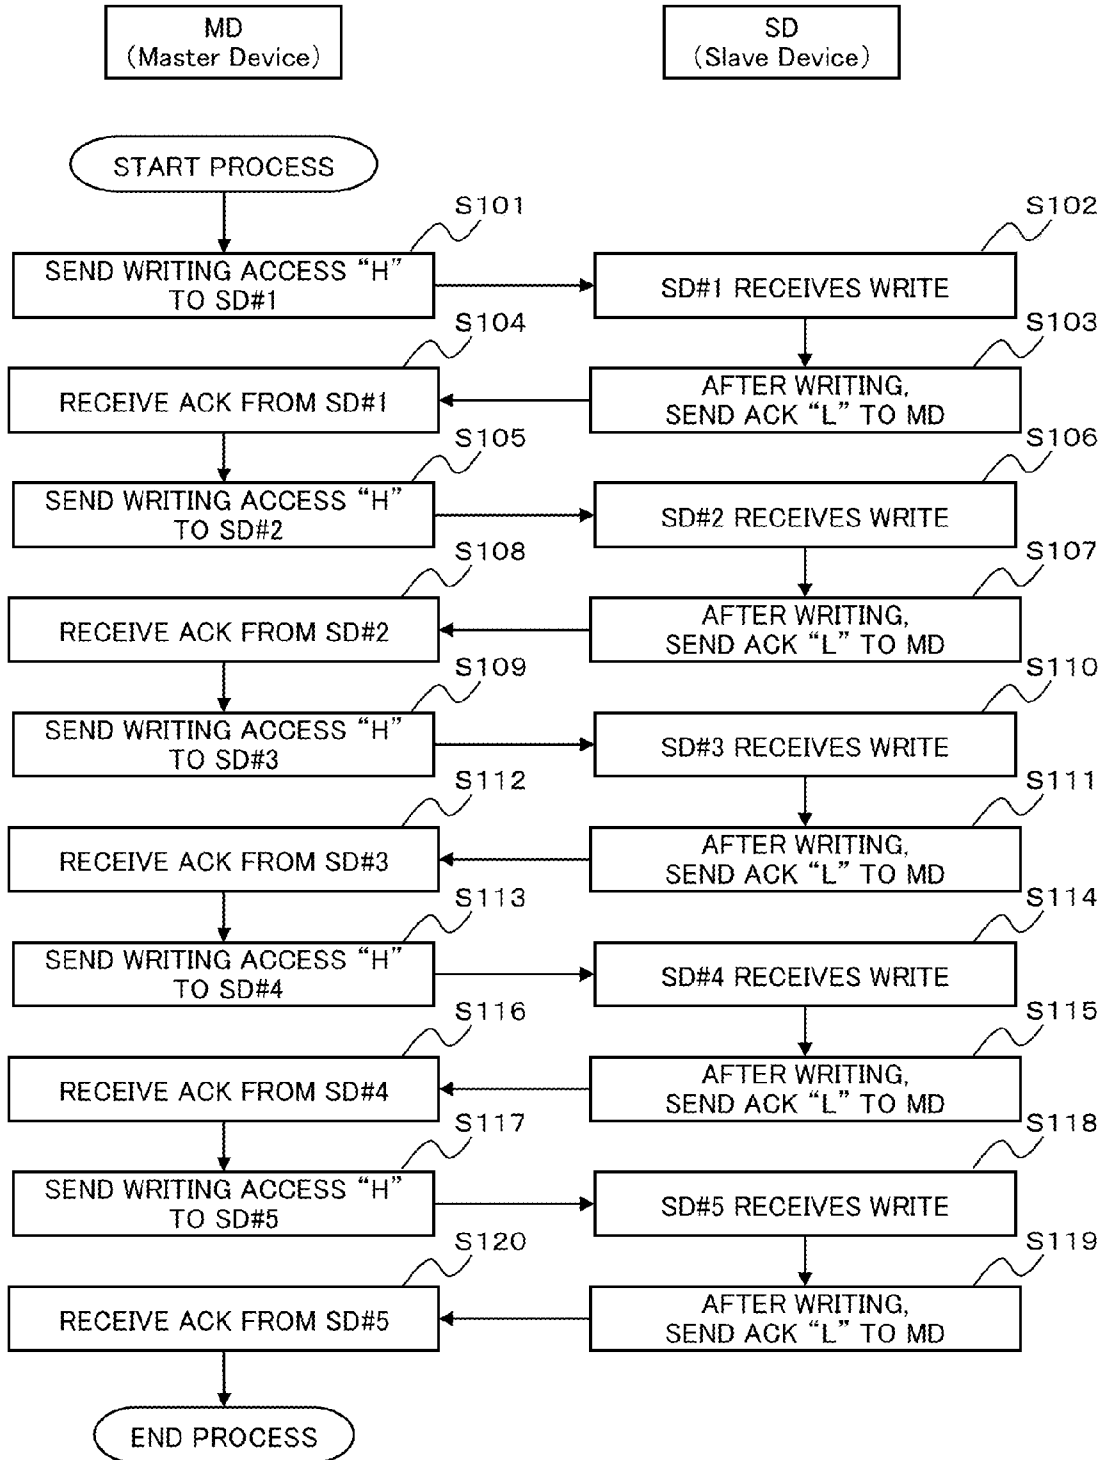 MD
(Master Device)
SD
(Slave Device)
START PROCESS
S101
S102
SEND WRITING ACCESS “H”
TO SD#1
SD#1 RECEIVES WRITE
S104
S103
RECEIVE ACK FROM SD#1
AFTER WRITING,
SEND ACK “L” TO MD
S105
S106
SEND WRITING ACCESS “H”
TO SD#2
SD#2 RECEIVES WRITE
S108
S107
RECEIVE ACK FROM SD#2
AFTER WRITING,
SEND ACK “L” TO MD
S109
S110
SEND WRITING ACCESS “H”
TO SD#3
SD#3 RECEIVES WRITE
S112
S111
RECEIVE ACK FROM SD#3
AFTER WRITING,
SEND ACK “L” TO MD
S113
S114
SEND WRITING ACCESS “H”
TO SD#4
SD#4 RECEIVES WRITE
S116
S115
RECEIVE ACK FROM SD#4
AFTER WRITING,
SEND ACK “L” TO MD
S117
S118
SEND WRITING ACCESS “H”
TO SD#5
SD#5 RECEIVES WRITE
S120
S119
RECEIVE ACK FROM SD#5
AFTER WRITING,
SEND ACK “L” TO MD
END PROCESS